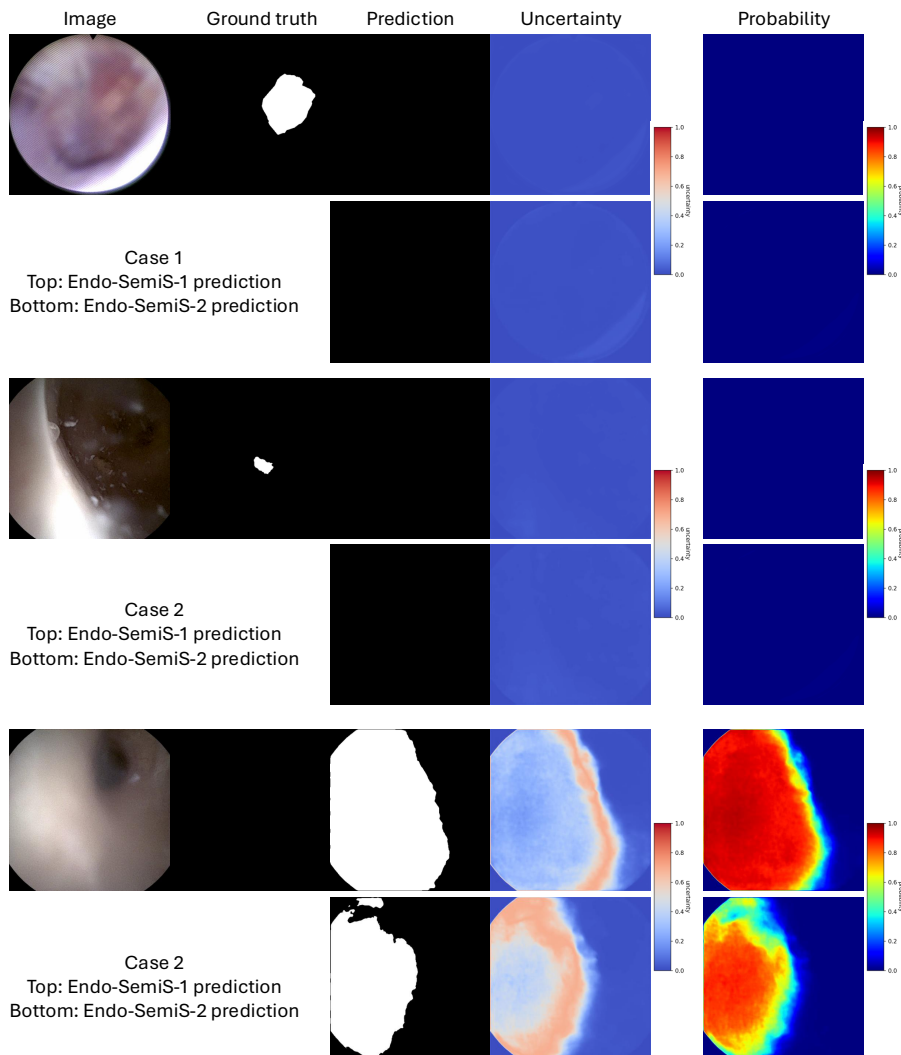 Image Ground truth Prediction Uncertainty Probability
1.0 1.0
0.8 0.8
0.6 0.6
0.4 0.4
0.2 0.2
0.0 0.0
uncertainty
Case 1
Top: Endo-SemiS-1 prediction
Bottom: Endo-SemiS-2 prediction
1.0 1.0
0.8 0.8
0.6 0.6
0.4 0.4
0.2 0.2
0.0 0.0
uncertainty
Case 2
Top: Endo-SemiS-1 prediction
Bottom: Endo-SemiS-2 prediction
1.0 1.0
0.8 0.8
0.6 0.6
0.4 0.4
0.2 0.2
0.0 0.0
uncertainty
Case 2
Top: Endo-SemiS-1 prediction
Bottom: Endo-SemiS-2 prediction